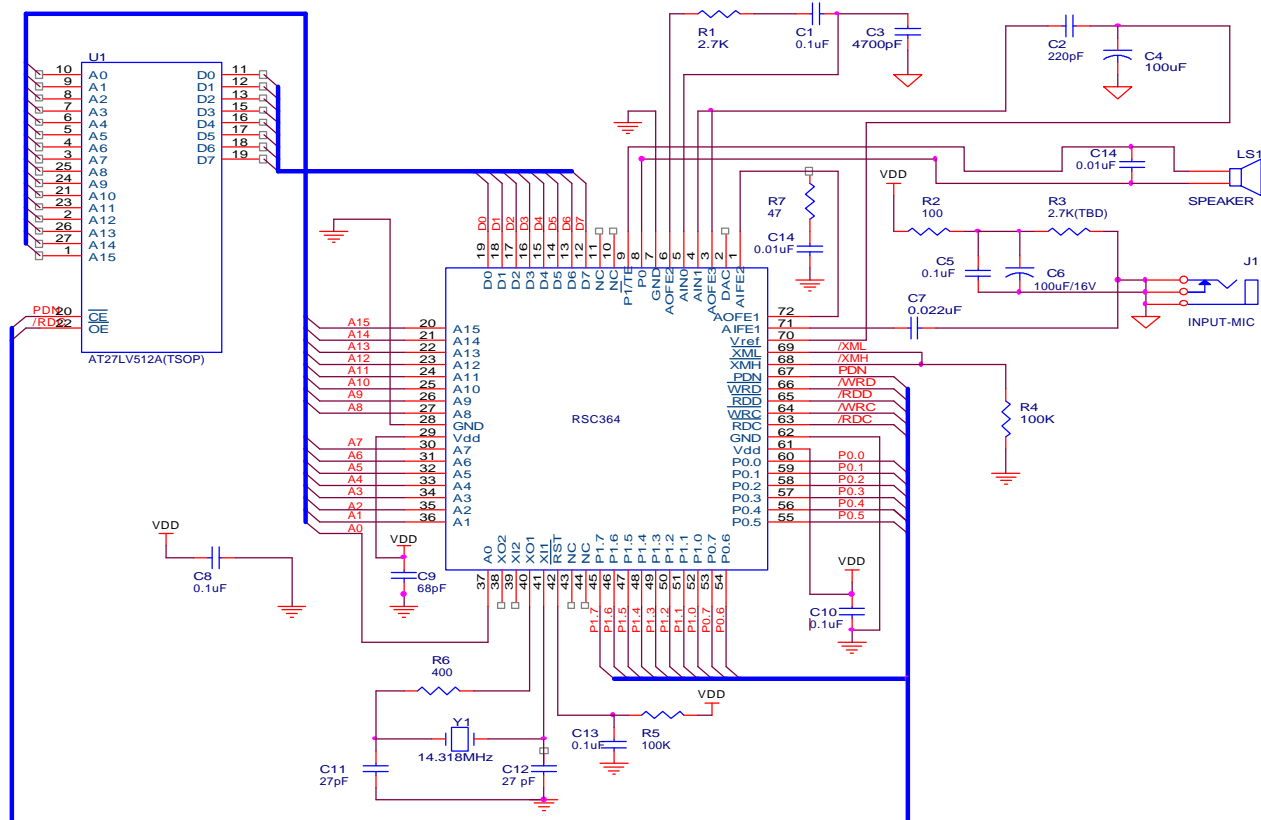 U1
10 A0 D0 11
9 A1 D1 12
8 A2 D2 13
7 A3 D3 15
6 A4 D4 16
5 A5 D5 17
4 A6 D6 18
3 A7 D7 19
25 A8
24 A9
21 A10
23 A11
2 A12
26 A13
27 A14
1 A15
PDN 20 CE
22 OE
AT27LV512A(TSOP)
R1
2.7K
C1
0.1uF
C3
4700pF
C2
220pF
C4
100uF
C14
0.01uF
LS1
SPEAKER
R7
47
C14
0.01uF
VDD
R2
100
R3
2.7K(TBD)
C5
0.1uF
C6
100uF/16V
J1
INPUT-MIC
C7
0.022uF
D0 D1 D2 D3 D4 D5 D6 D7
19 18 17 16 15 14 13 12 11 10 9 8 7 6 5 4 3 2 1
D0 D1 D2 D3 D4 D5 D6 D7 NC NC P1/TE P0 GND AOFE2 AIN0 AIN1 AOFE3 DAC AIFE2
RSC364
A15 20 A15
A14 21 A14
A13 22 A13
A12 23 A12
A11 24 A11
A10 25 A10
A9 26 A9
A8 27 A8
28 GND
29 Vdd
A7 30 A7
A6 31 A6
A5 32 A5
A4 33 A4
A3 34 A3
A2 35 A2
A1 36 A1
A0
AOFE1 72
AIFE1 71
Vref 70
XML 69 /XML
XMH 68 /XMH
PDN 67 PDN
WRD 66 /WRD
RDD 65 /RDD
WRC 64 /WRC
RDC 63 /RDC
GND 62
Vdd 61
P0.0 60 P0.0
P0.1 59 P0.1
P0.2 58 P0.2
P0.3 57 P0.3
P0.4 56 P0.4
P0.5 55 P0.5
R4
100K
A0 XO2 XI2 XO1 XI1 RST NC NC P1.7 P1.6 P1.5 P1.4 P1.3 P1.2 P1.1 P1.0 P0.7 P0.6
37 38 39 40 41 42 43 44 45 46 47 48 49 50 51 52 53 54
P1.7 P1.6 P1.5 P1.4 P1.3 P1.2 P1.1 P1.0 P0.7 P0.6
VDD
C8
0.1uF
VDD
C9
68pF
VDD
C10
0.1uF
R6
400
Y1
14.318MHz
C11
27pF
C12
27 pF
C13
0.1uF
R5
100K
VDD